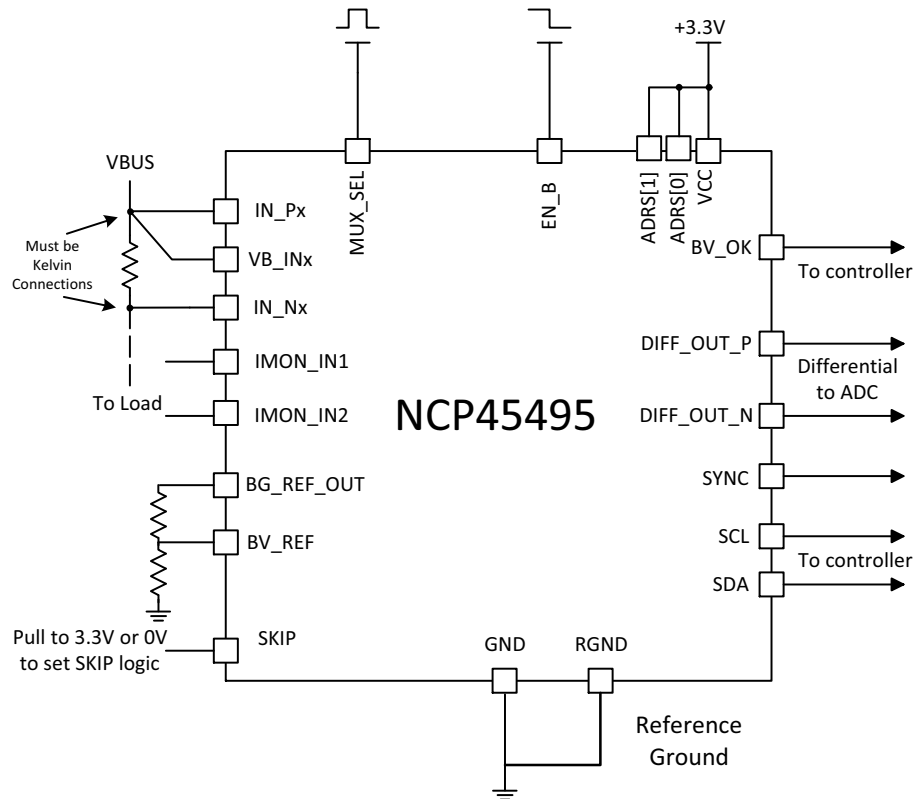 +3.3V
MUX_SEL
EN_B
ADRS[1]
ADRS[0]
VCC
VBUS
Must be
Kelvin
Connections
To Load
IN_Px
VB_INx
IN_Nx
IMON_IN1
IMON_IN2
BG_REF_OUT
BV_REF
Pull to 3.3V or 0V
to set SKIP logic
SKIP
NCP45495
BV_OK
To controller
DIFF_OUT_P
Differential
to ADC
DIFF_OUT_N
SYNC
SCL
To controller
SDA
GND
RGND
Reference
Ground